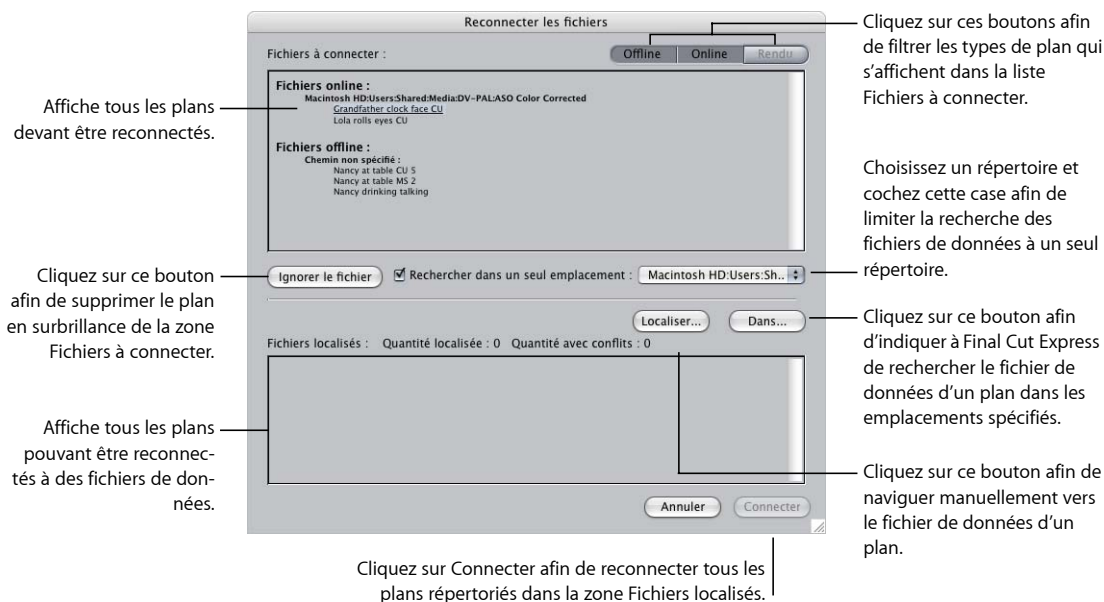 Reconnecter les fichiers
Fichiers à connecter :
Offline
Online
Rendu
Fichiers online :
Macintosh HD:Users:Shared:Media:DV-PAL:ASO Color Corrected
Grandfather clock face CU
Lola rolls eyes CU
Fichiers offline :
Chemin non spécifié :
Nancy at table CU 5
Nancy at table MS 2
Nancy drinking talking
Ignorer le fichier
Rechercher dans un seul emplacement :
Macintosh HD:Users:Sh..
Localiser...
Dans...
Fichiers localisés : Quantité localisée : 0 Quantité avec conflits : 0
Annuler
Connecter
Affiche tous les plans
devant être reconnectés.
Cliquez sur ce bouton
afin de supprimer le plan
en surbrillance de la zone
Fichiers à connecter.
Affiche tous les plans
pouvant être reconnec-
tés à des fichiers de don-
nées.
Cliquez sur ces boutons afin
de filtrer les types de plan qui
s’affichent dans la liste
Fichiers à connecter.
Choisissez un répertoire et
cochez cette case afin de
limiter la recherche des
fichiers de données à un seul
répertoire.
Cliquez sur ce bouton afin
d’indiquer à Final Cut Express
de rechercher le fichier de
données d’un plan dans les
emplacements spécifiés.
Cliquez sur ce bouton afin de
naviguer manuellement vers
le fichier de données d’un
plan.
Cliquez sur Connecter afin de reconnecter tous les
plans répertoriés dans la zone Fichiers localisés.